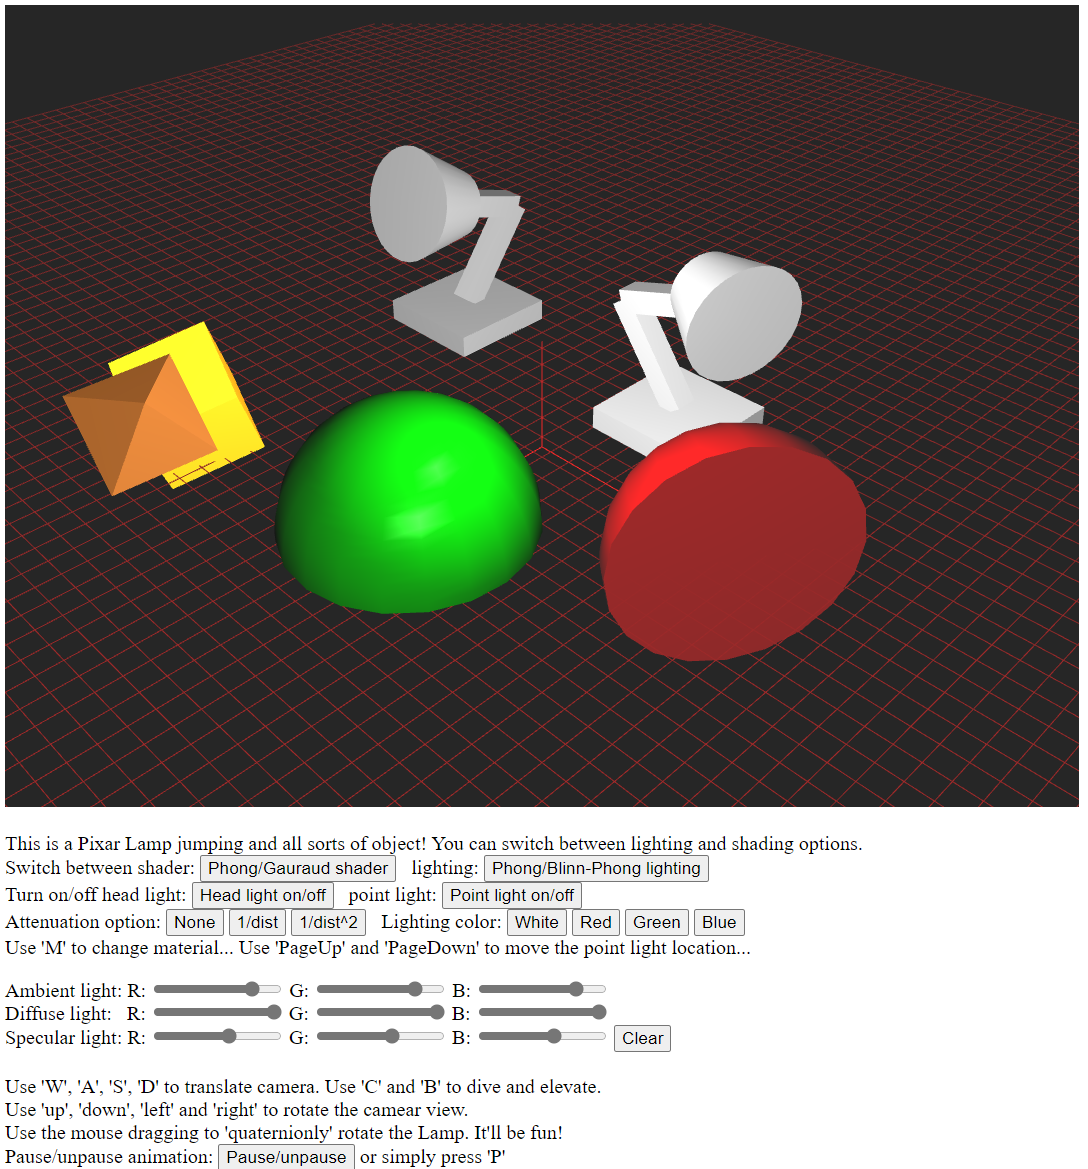 This is a Pixar Lamp jumping and all sorts of object! You can switch between lighting and shading options.
Switch between shader: Phong/Gauraud shader lighting: Phong/Blinn-Phong lighting
Turn on/off head light: Head light on/off point light: Point light on/off
Attenuation option: None 1/dist 1/dist^2 Lighting color: White Red Green Blue
Use 'M' to change material... Use 'PageUp' and 'PageDown' to move the point light location...
Ambient light: R: G: B:
Diffuse light: R: G: B:
Specular light: R: G: B: Clear
Use 'W', 'A', 'S', 'D' to translate camera. Use 'C' and 'B' to dive and elevate.
Use 'up', 'down', 'left' and 'right' to rotate the camear view.
Use the mouse dragging to 'quaternionly' rotate the Lamp. It'll be fun!
Pause/unpause animation: Pause/unpause or simply press 'P'